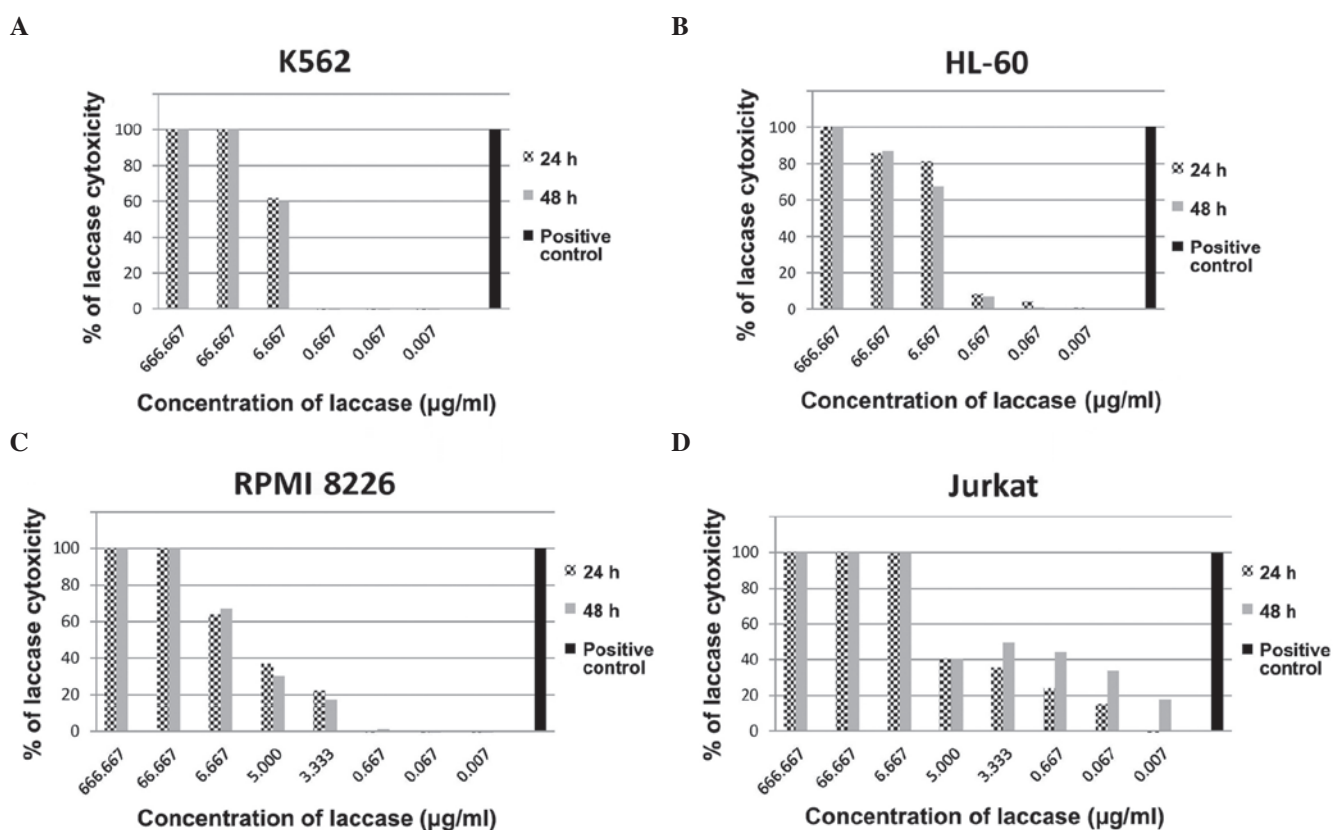 A
K562
% of laccase cytoxicity
100
80
60
40
20
0
666.667
66.667
6.667
0.667
0.067
0.007
Concentration of laccase (µg/ml)
24 h
48 h
Positive
control
B
HL-60
% of laccase cytoxicity
100
80
60
40
20
0
666.667
66.667
6.667
0.667
0.067
0.007
Concentration of laccase (µg/ml)
24 h
48 h
Positive
control
C
RPMI 8226
% of laccase cytoxicity
100
80
60
40
20
0
666.667
66.667
6.667
5.000
3.333
0.667
0.067
0.007
Concentration of laccase (µg/ml)
24 h
48 h
Positive
control
D
Jurkat
% of laccase cytoxicity
100
80
60
40
20
0
666.667
66.667
6.667
5.000
3.333
0.667
0.067
0.007
Concentration of laccase (µg/ml)
24 h
48 h
Positive
control